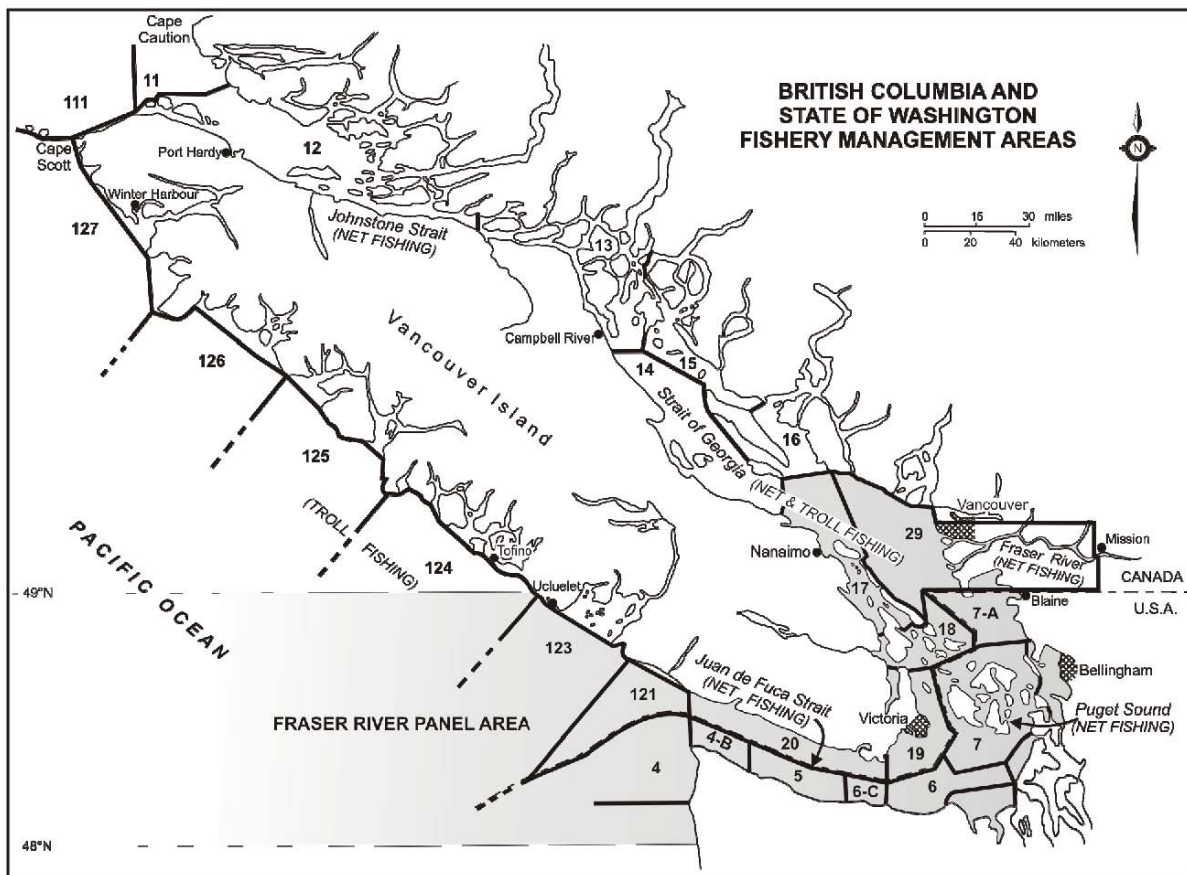 BRITISH COLUMBIA AND
STATE OF WASHINGTON
FISHERY MANAGEMENT AREAS
N
0 15 30 miles
0 20 40 kilometers
Cape
Caution
11
111
Cape
Scott
Port Hardy
12
Winter Harbour
127
Johnstone Strait
(NET FISHING)
13
Campbell River
126
Vancouver Island
14
15
Strait of Georgia
(NET & TROLL FISHING)
16
125
(TROLL FISHING)
PACIFIC OCEAN
124
Tofino
Ucluelet
Nanaimo
29
Vancouver
Fraser River
(NET FISHING)
Mission
CANADA
U.S.A.
49°N
Blaine
17
18
7-A
123
121
Juan de Fuca Strait
(NET FISHING)
Victoria
Bellingham
Puget Sound
(NET FISHING)
FRASER RIVER PANEL AREA
4
4-B
20
5
6-C
19
6
7
48°N